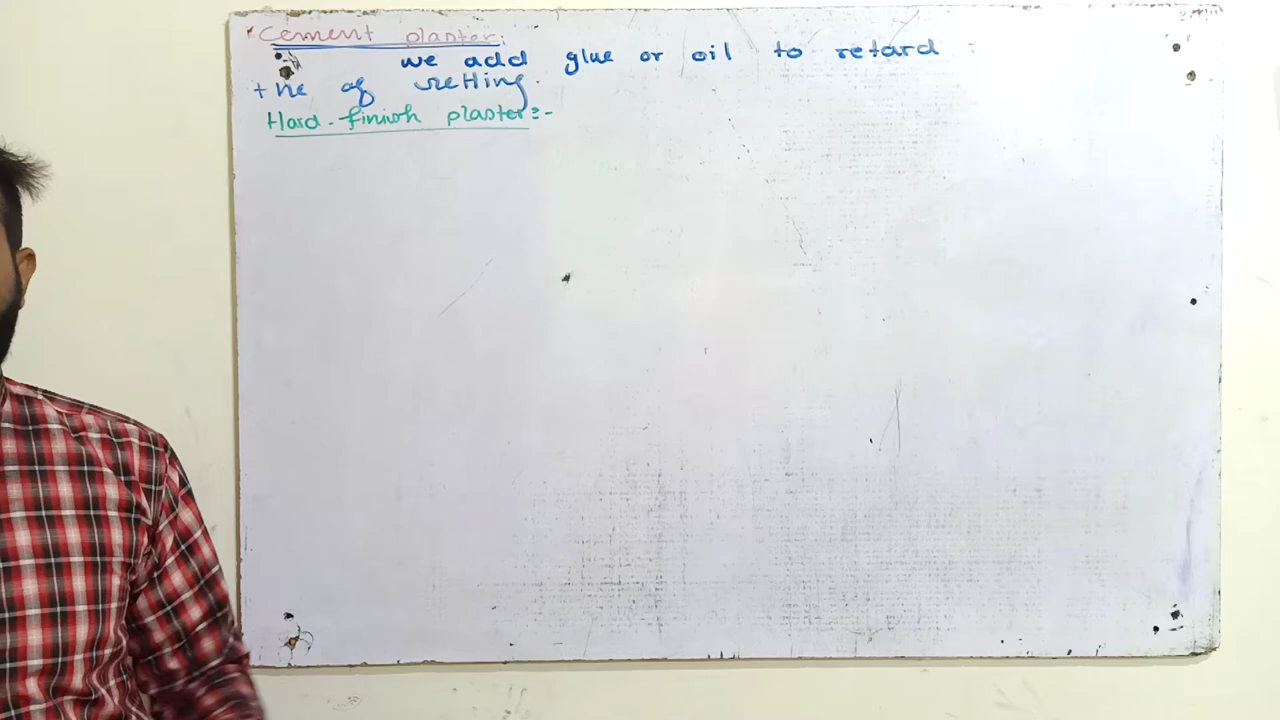 Cement plaster:
we add glue or oil to retard
the of setting.
Hard-finish plaster:-